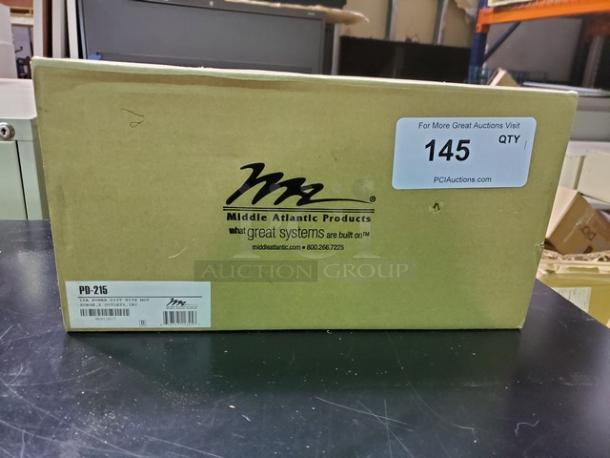 For More Great Auctions Visit
145 QTY
PCIAuctions.com
Middle Atlantic Products
what great systems are built on™
middleatlantic.com • 800.266.7225
PCI
AUCTION GROUP
PD-215